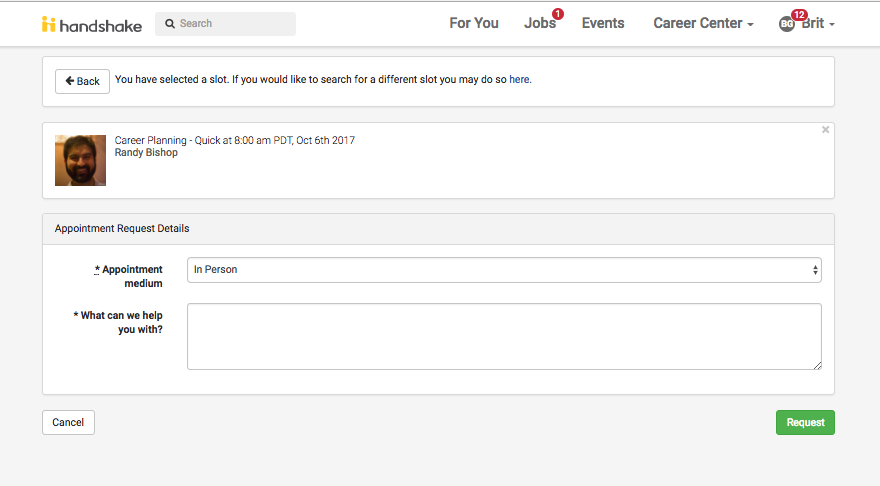 handshake
Search
For You
Jobs
1
Events
Career Center
BG
12
Brit
Back
You have selected a slot. If you would like to search for a different slot you may do so here.
×
Career Planning - Quick at 8:00 am PDT, Oct 6th 2017
Randy Bishop
Appointment Request Details
* Appointment
medium
In Person
* What can we help
you with?
Cancel
Request